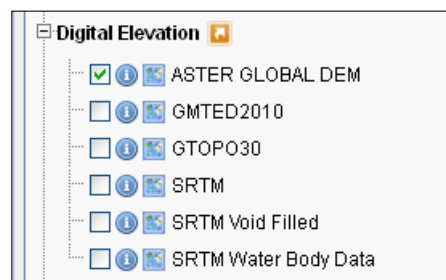 Digital Elevation
ASTER GLOBAL DEM
GMTED2010
GTOPO30
SRTM
SRTM Void Filled
SRTM Water Body Data